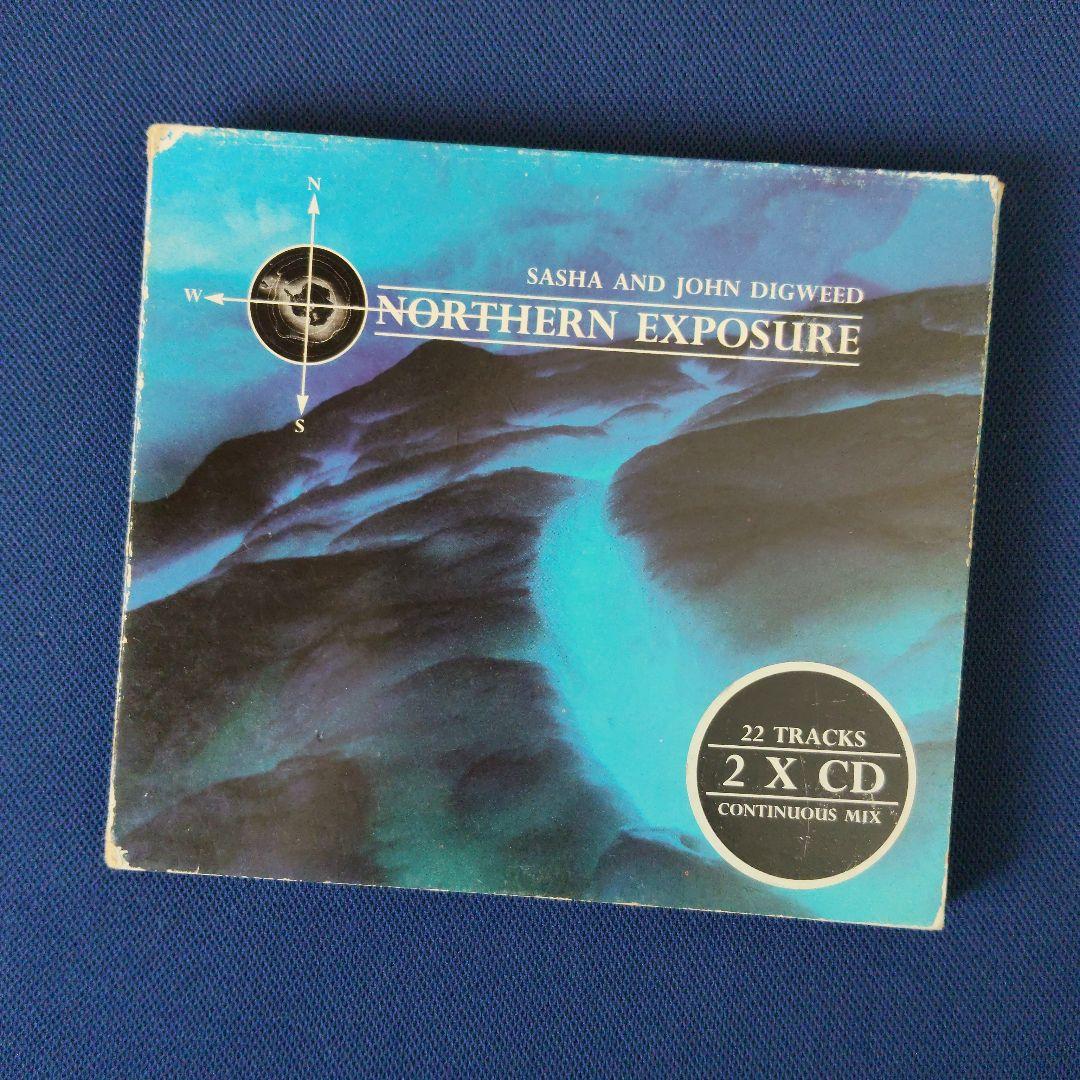 N
W
S
SASHA AND JOHN DIGWEED
NORTHERN EXPOSURE
22 TRACKS
2 X CD
CONTINUOUS MIX